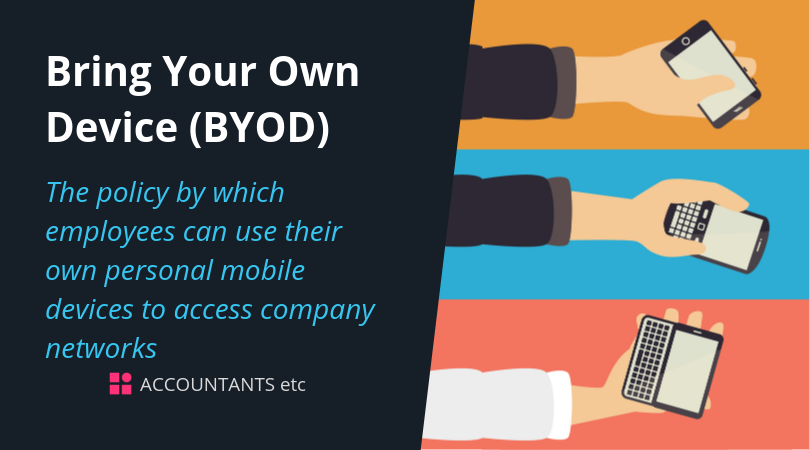 Bring Your Own
Device (BYOD)
The policy by which
employees can use their
own personal mobile
devices to access company
networks
ACCOUNTANTS etc